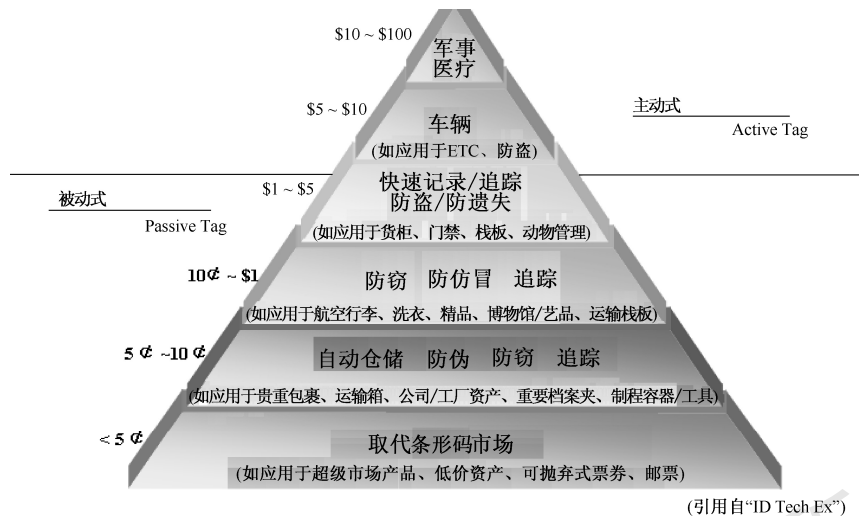 $10 ~ $100
军事
医疗
$5 ~ $10
车辆
(如应用于ETC、防盗)
主动式
Active Tag
$1 ~ $5
快速记录/追踪
防盗/防遗失
(如应用于货柜、门禁、栈板、动物管理)
被动式
Passive Tag
10¢ ~ $1
防窃 防仿冒 追踪
(如应用于航空行李、洗衣、精品、博物馆/艺品、运输栈板)
5 ¢ ~10 ¢
自动仓储 防伪 防窃 追踪
(如应用于贵重包裹、运输箱、公司/工厂资产、重要档案夹、制程容器/工具)
< 5 ¢
取代条形码市场
(如应用于超级市场产品、低价资产、可抛弃式票券、邮票)
(引用自“ID Tech Ex”)